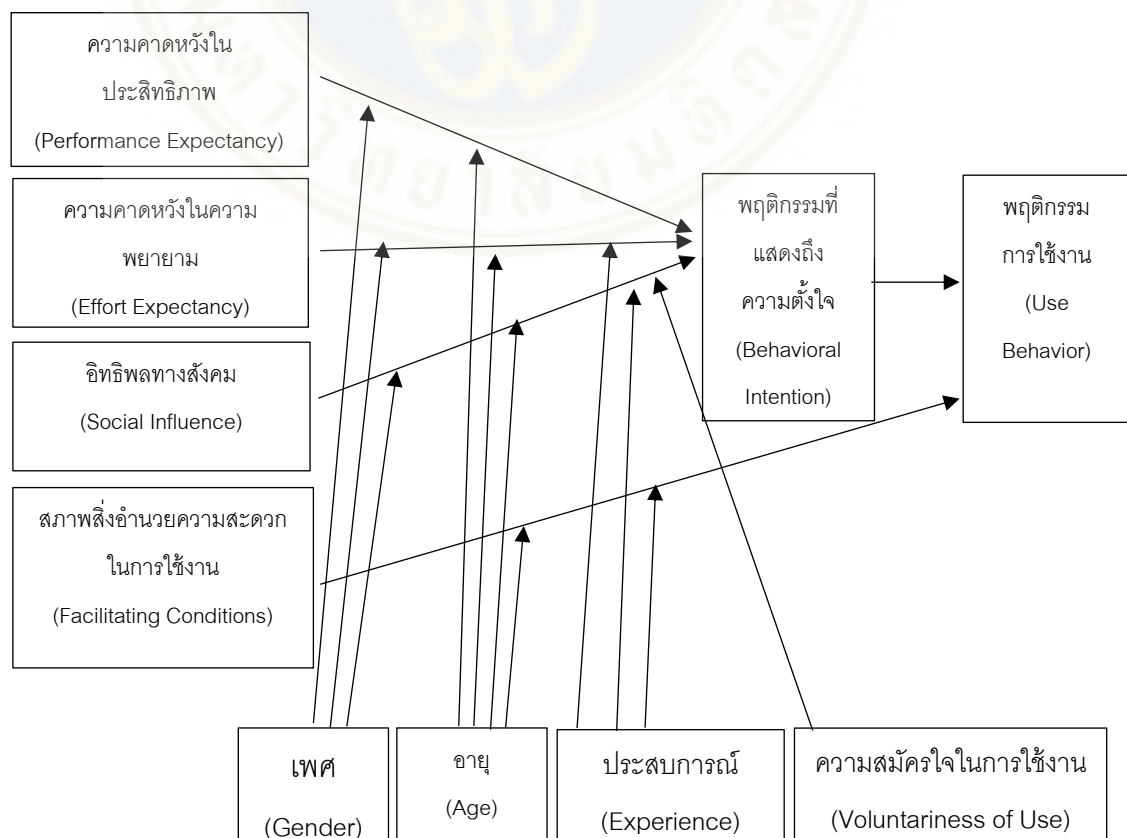 ความคาดหวังใน
ประสิทธิภาพ
(Performance Expectancy)
ความคาดหวังในความ
พยายาม
(Effort Expectancy)
อิทธิพลทางสังคม
(Social Influence)
สภาพสิ่งอำนวยความสะดวก
ในการใช้งาน
(Facilitating Conditions)
พฤติกรรมที่
แสดงถึง
ความตั้งใจ
(Behavioral
Intention)
พฤติกรรม
การใช้งาน
(Use
Behavior)
เพศ
(Gender)
อายุ
(Age)
ประสบการณ์
(Experience)
ความสมัครใจในการใช้งาน
(Voluntariness of Use)